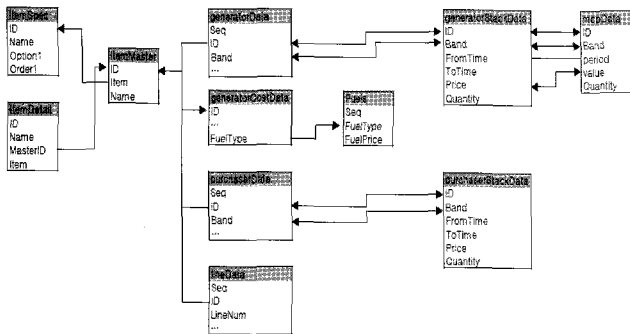 ItemSpec
ID
Name
Option1
Order1
ItemDetail
ID
Name
MasterID
Item
ItemMaster
ID
Item
Name
generatorData
Seq
ID
Band
...
generatorCostData
ID
...
FuelType
Fuels
Seq
FuelType
FuelPrice
purchaserData
Seq
ID
Band
...
lineData
Seq
ID
LineNum
...
generatorStackData
ID
Band
FromTime
ToTime
Price
Quantity
mcpData
ID
Band
period
value
Quantity
purchaserStackData
ID
Band
FromTime
ToTime
Price
Quantity